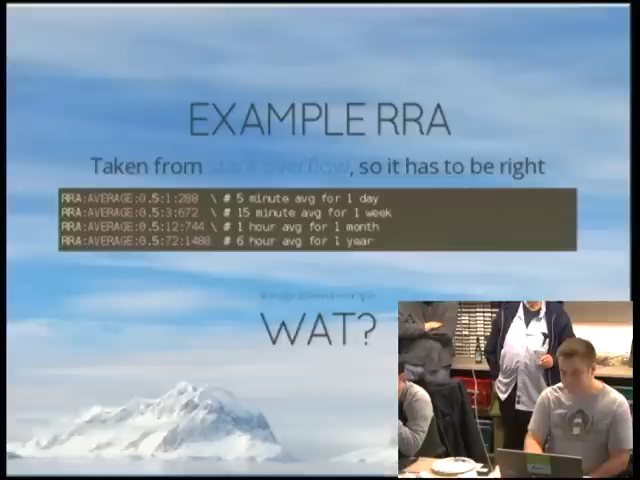 EXAMPLE RRA
Taken from Stack overflow, so it has to be right
RRA:AVERAGE:0.5:1:288 \ # 5 minute avg for 1 day
RRA:AVERAGE:0.5:3:672 \ # 15 minute avg for 1 week
RRA:AVERAGE:0.5:12:744 \ # 1 hour avg for 1 month
RRA:AVERAGE:0.5:72:1480 # 6 hour avg for 1 year
WAT?